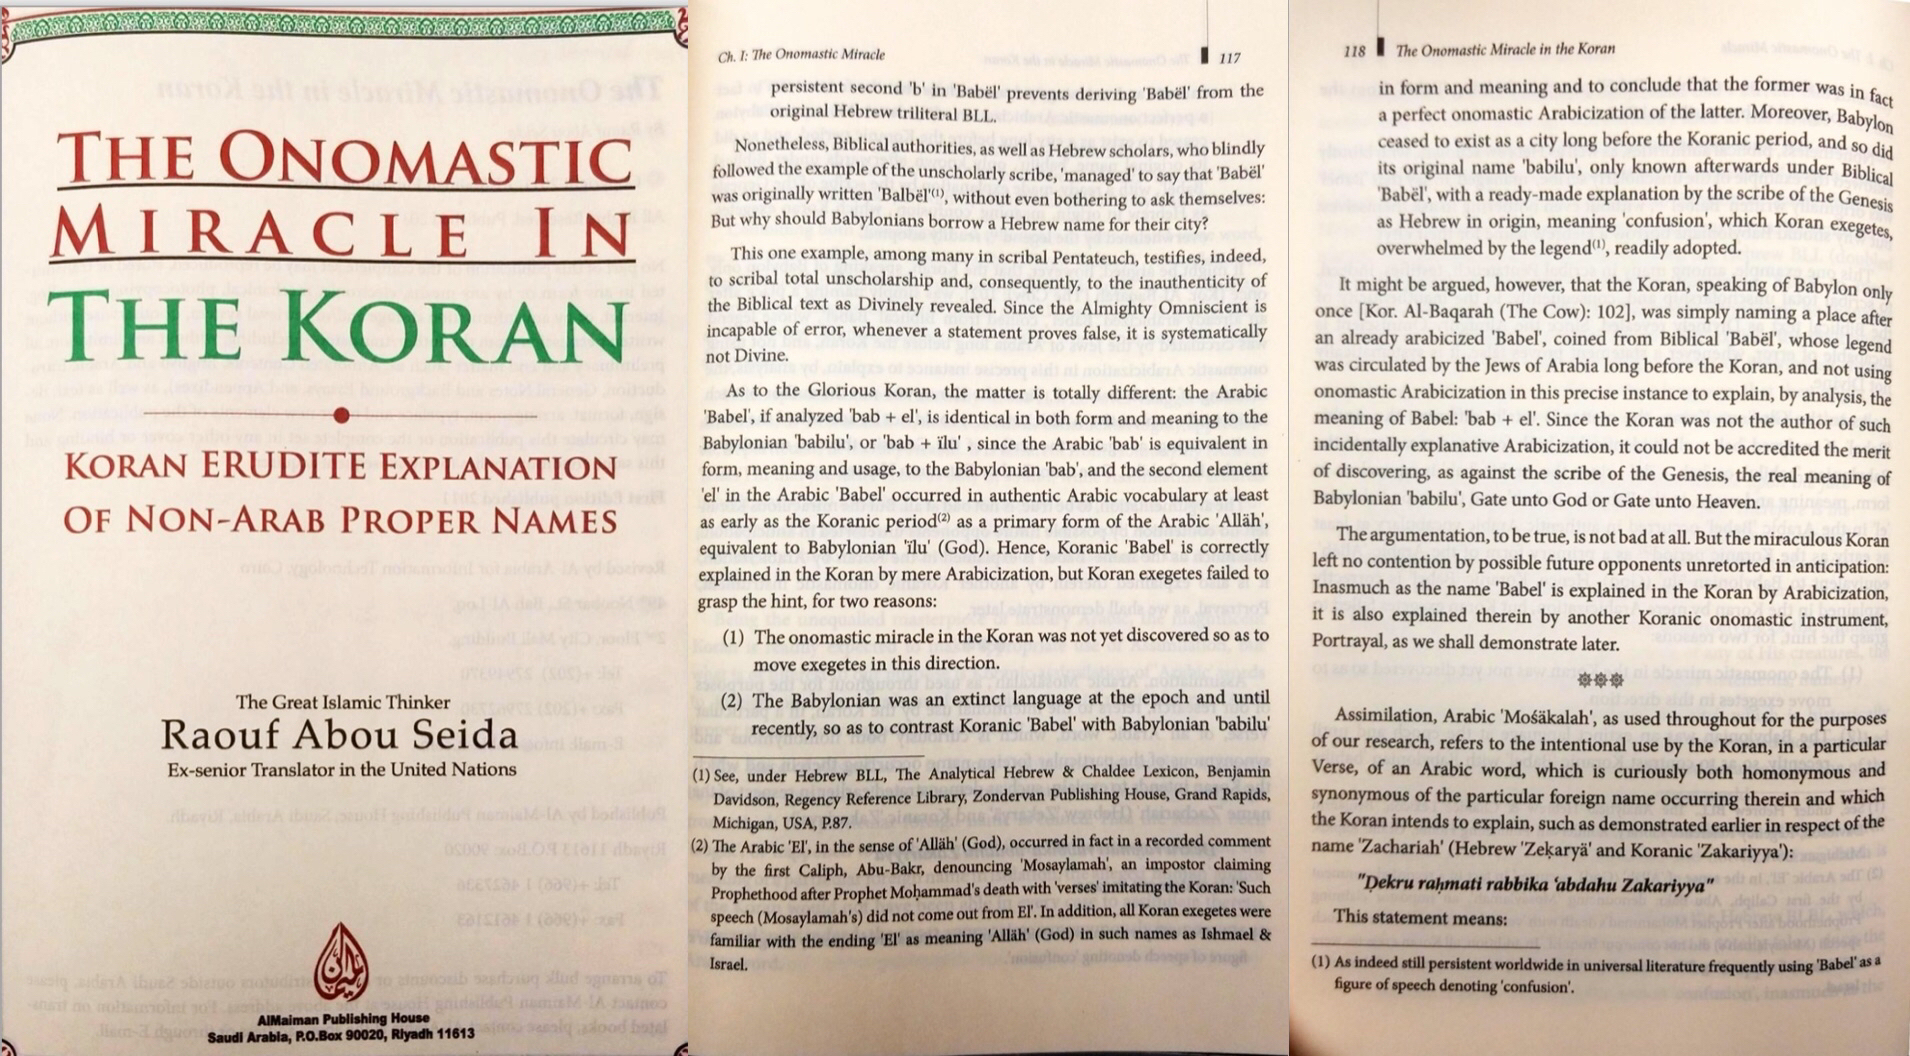 THE ONOMASTIC
MIRACLE IN
THE KORAN
KORAN ERUDITE EXPLANATION
OF NON-ARAB PROPER NAMES
The Great Islamic Thinker
Raouf Abou Seida
Ex-senior Translator in the United Nations
AlMaiman Publishing House
Saudi Arabia, P.O.Box 90020, Riyadh 11613
Ch. I: The Onomastic Miracle 117
persistent second 'b' in 'Babël' prevents deriving 'Babël' from the
original Hebrew triliteral BLL.
Nonetheless, Biblical authorities, as well as Hebrew scholars, who blindly
followed the example of the unscholarly scribe, 'managed' to say that 'Babël'
was originally written 'Balbël'(1), without even bothering to ask themselves:
But why should Babylonians borrow a Hebrew name for their city?
This one example, among many in scribal Pentateuch, testifies, indeed,
to scribal total unscholarship and, consequently, to the inauthenticity of
the Biblical text as Divinely revealed. Since the Almighty Omniscient is
incapable of error, whenever a statement proves false, it is systematically
not Divine.
As to the Glorious Koran, the matter is totally different: the Arabic
'Babel', if analyzed 'bab + el', is identical in both form and meaning to the
Babylonian 'babilu', or 'bab + ïlu' , since the Arabic 'bab' is equivalent in
form, meaning and usage, to the Babylonian 'bab', and the second element
'el' in the Arabic 'Babel' occurred in authentic Arabic vocabulary at least
as early as the Koranic period(2) as a primary form of the Arabic 'Alläh',
equivalent to Babylonian 'ïlu' (God). Hence, Koranic 'Babel' is correctly
explained in the Koran by mere Arabicization, but Koran exegetes failed to
grasp the hint, for two reasons:
(1) The onomastic miracle in the Koran was not yet discovered so as to
move exegetes in this direction.
(2) The Babylonian was an extinct language at the epoch and until
recently, so as to contrast Koranic 'Babel' with Babylonian 'babilu'
(1) See, under Hebrew BLL, The Analytical Hebrew & Chaldee Lexicon, Benjamin
Davidson, Regency Reference Library, Zondervan Publishing House, Grand Rapids,
Michigan, USA, P.87.
(2) The Arabic 'El', in the sense of 'Alläh' (God), occurred in fact in a recorded comment
by the first Caliph, Abu-Bakr, denouncing 'Mosaylamah', an impostor claiming
Prophethood after Prophet Moḥammad's death with 'verses' imitating the Koran: 'Such
speech (Mosaylamah's) did not come out from El'. In addition, all Koran exegetes were
familiar with the ending 'El' as meaning 'Alläh' (God) in such names as Ishmael &
Israel.
118 The Onomastic Miracle in the Koran
in form and meaning and to conclude that the former was in fact
a perfect onomastic Arabicization of the latter. Moreover, Babylon
ceased to exist as a city long before the Koranic period, and so did
its original name 'babilu', only known afterwards under Biblical
'Babël', with a ready-made explanation by the scribe of the Genesis
as Hebrew in origin, meaning 'confusion', which Koran exegetes,
overwhelmed by the legend(1), readily adopted.
It might be argued, however, that the Koran, speaking of Babylon only
once [Kor. Al-Baqarah (The Cow): 102], was simply naming a place after
an already arabicized 'Babel', coined from Biblical 'Babël', whose legend
was circulated by the Jews of Arabia long before the Koran, and not using
onomastic Arabicization in this precise instance to explain, by analysis, the
meaning of Babel: 'bab + el'. Since the Koran was not the author of such
incidentally explanative Arabicization, it could not be accredited the merit
of discovering, as against the scribe of the Genesis, the real meaning of
Babylonian 'babilu', Gate unto God or Gate unto Heaven.
The argumentation, to be true, is not bad at all. But the miraculous Koran
left no contention by possible future opponents unretorted in anticipation:
Inasmuch as the name 'Babel' is explained in the Koran by Arabicization,
it is also explained therein by another Koranic onomastic instrument,
Portrayal, as we shall demonstrate later.
Assimilation, Arabic 'Mośäkalah', as used throughout for the purposes
of our research, refers to the intentional use by the Koran, in a particular
Verse, of an Arabic word, which is curiously both homonymous and
synonymous of the particular foreign name occurring therein and which
the Koran intends to explain, such as demonstrated earlier in respect of the
name 'Zachariah' (Hebrew 'Zeḳaryä' and Koranic 'Zakariyya'):
"Ḍekru raḥmati rabbika ‘abdahu Zakariyya"
This statement means:
(1) As indeed still persistent worldwide in universal literature frequently using 'Babel' as a
figure of speech denoting 'confusion'.